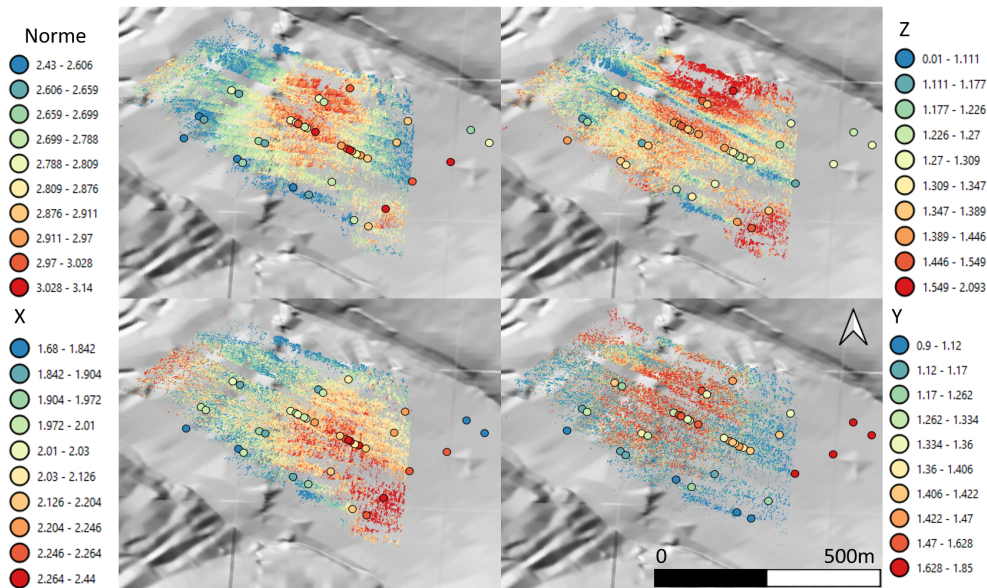 Norme
2.43 - 2.606
2.606 - 2.659
2.659 - 2.699
2.699 - 2.788
2.788 - 2.809
2.809 - 2.876
2.876 - 2.911
2.911 - 2.97
2.97 - 3.028
3.028 - 3.14
Z
0.01 - 1.111
1.111 - 1.177
1.177 - 1.226
1.226 - 1.27
1.27 - 1.309
1.309 - 1.347
1.347 - 1.389
1.389 - 1.446
1.446 - 1.549
1.549 - 2.093
X
1.68 - 1.842
1.842 - 1.904
1.904 - 1.972
1.972 - 2.01
2.01 - 2.03
2.03 - 2.126
2.126 - 2.204
2.204 - 2.246
2.246 - 2.264
2.264 - 2.44
Y
0.9 - 1.12
1.12 - 1.17
1.17 - 1.262
1.262 - 1.334
1.334 - 1.36
1.36 - 1.406
1.406 - 1.422
1.422 - 1.47
1.47 - 1.628
1.628 - 1.85
0 500m